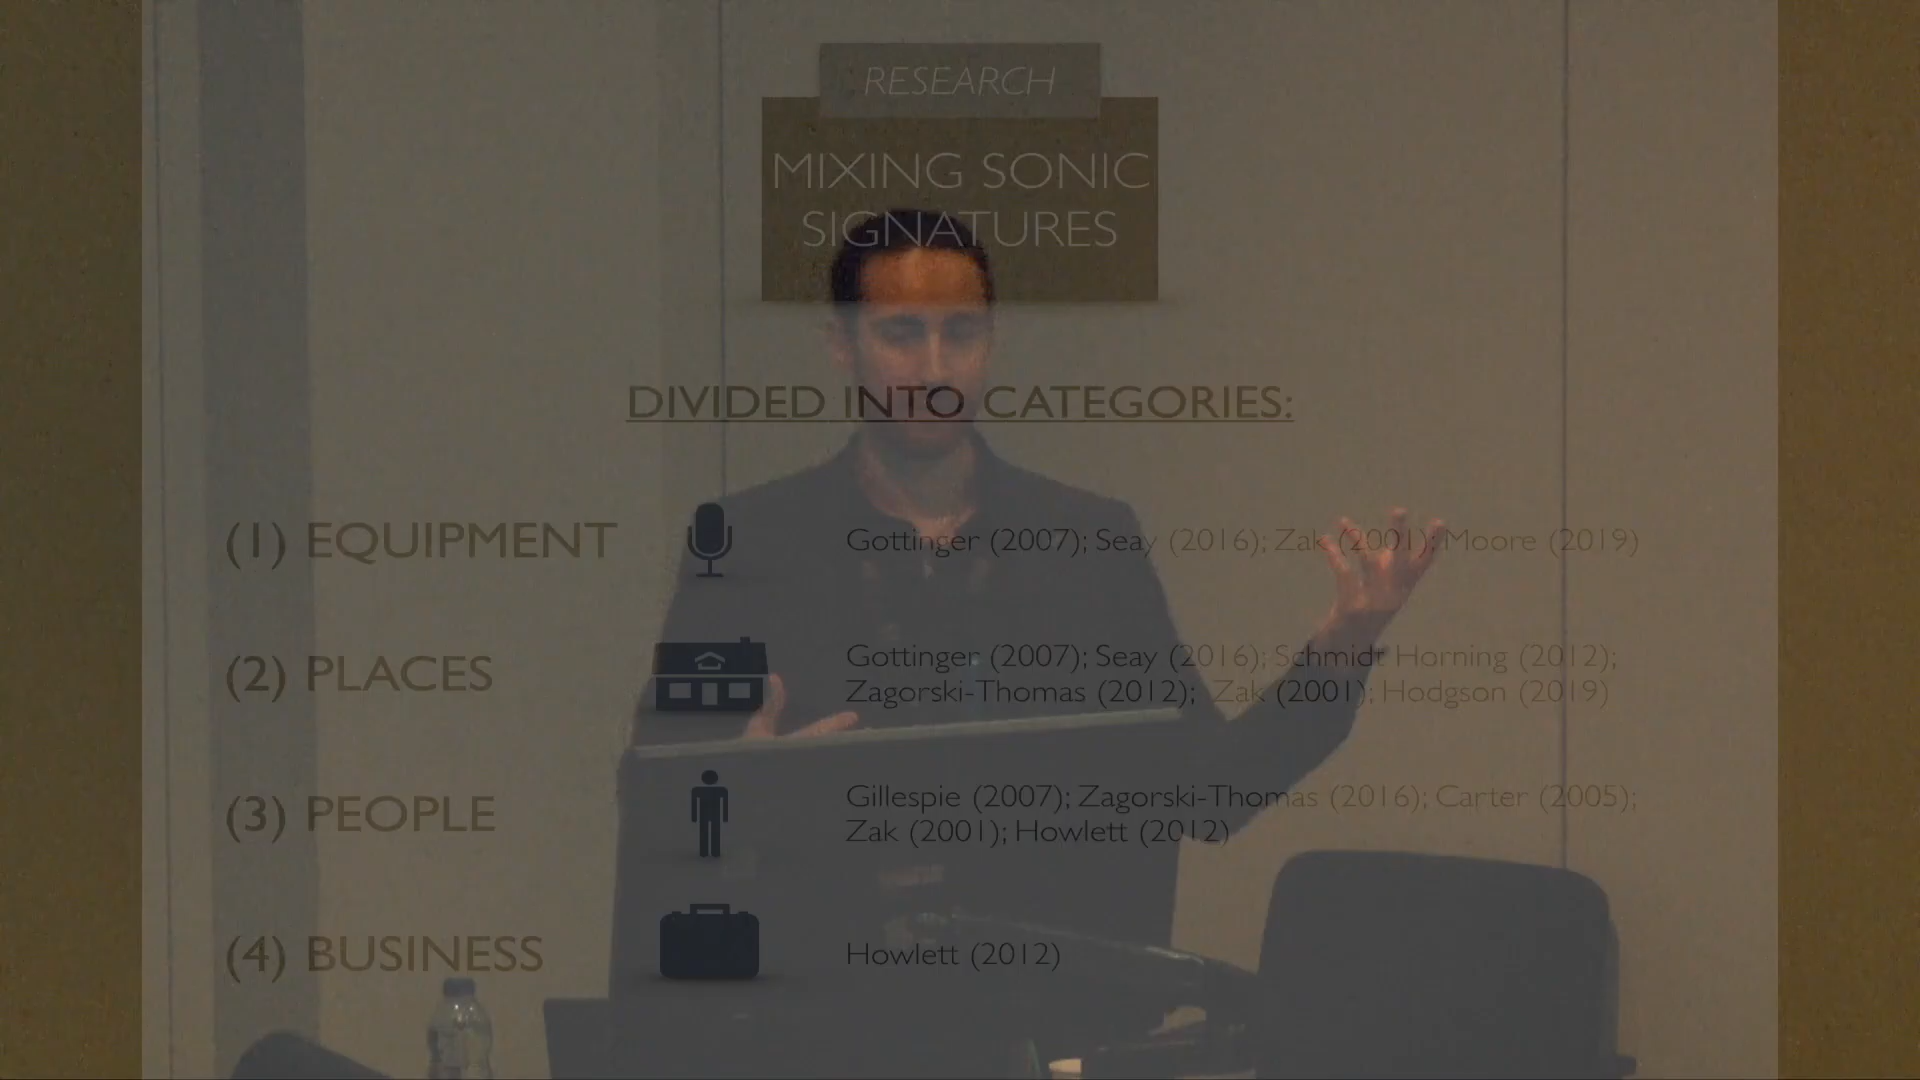 RESEARCH
MIXING SONIC
SIGNATURES
DIVIDED INTO CATEGORIES:
(1) EQUIPMENT
Gottinger (2007); Seay (2016); Zak (2001); Moore (2019)
(2) PLACES
Gottinger (2007); Seay (2016); Schmidt Horning (2012);
Zagorski-Thomas (2012); Zak (2001); Hodgson (2019)
(3) PEOPLE
Gillespie (2007); Zagorski-Thomas (2016); Carter (2005);
Zak (2001); Howlett (2012)
(4) BUSINESS
Howlett (2012)